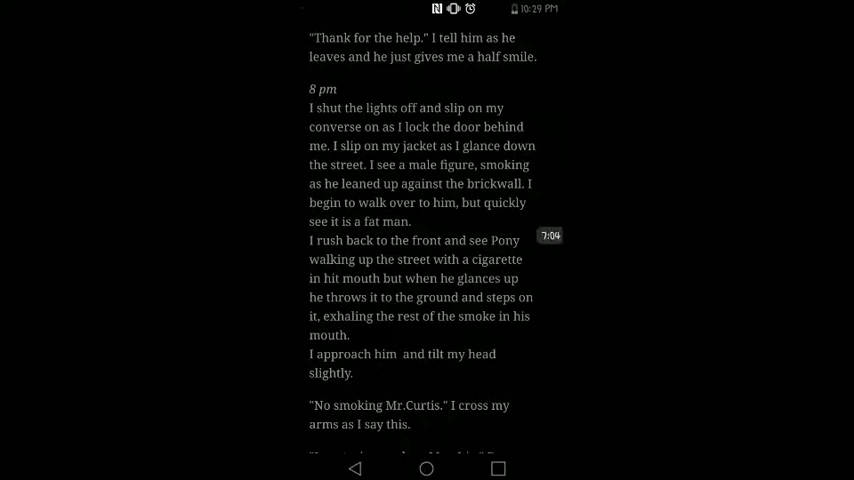 10:29 PM
"Thank for the help." I tell him as he
leaves and he just gives me a half smile.
8 pm
I shut the lights off and slip on my
converse on as I lock the door behind
me. I slip on my jacket as I glance down
the street. I see a male figure, smoking
as he leaned up against the brickwall. I
begin to walk over to him, but quickly
see it is a fat man.
I rush back to the front and see Pony
7:04
walking up the street with a cigarette
in hit mouth but when he glances up
he throws it to the ground and steps on
it, exhaling the rest of the smoke in his
mouth.
I approach him  and tilt my head
slightly.
"No smoking Mr.Curtis." I cross my
arms as I say this.